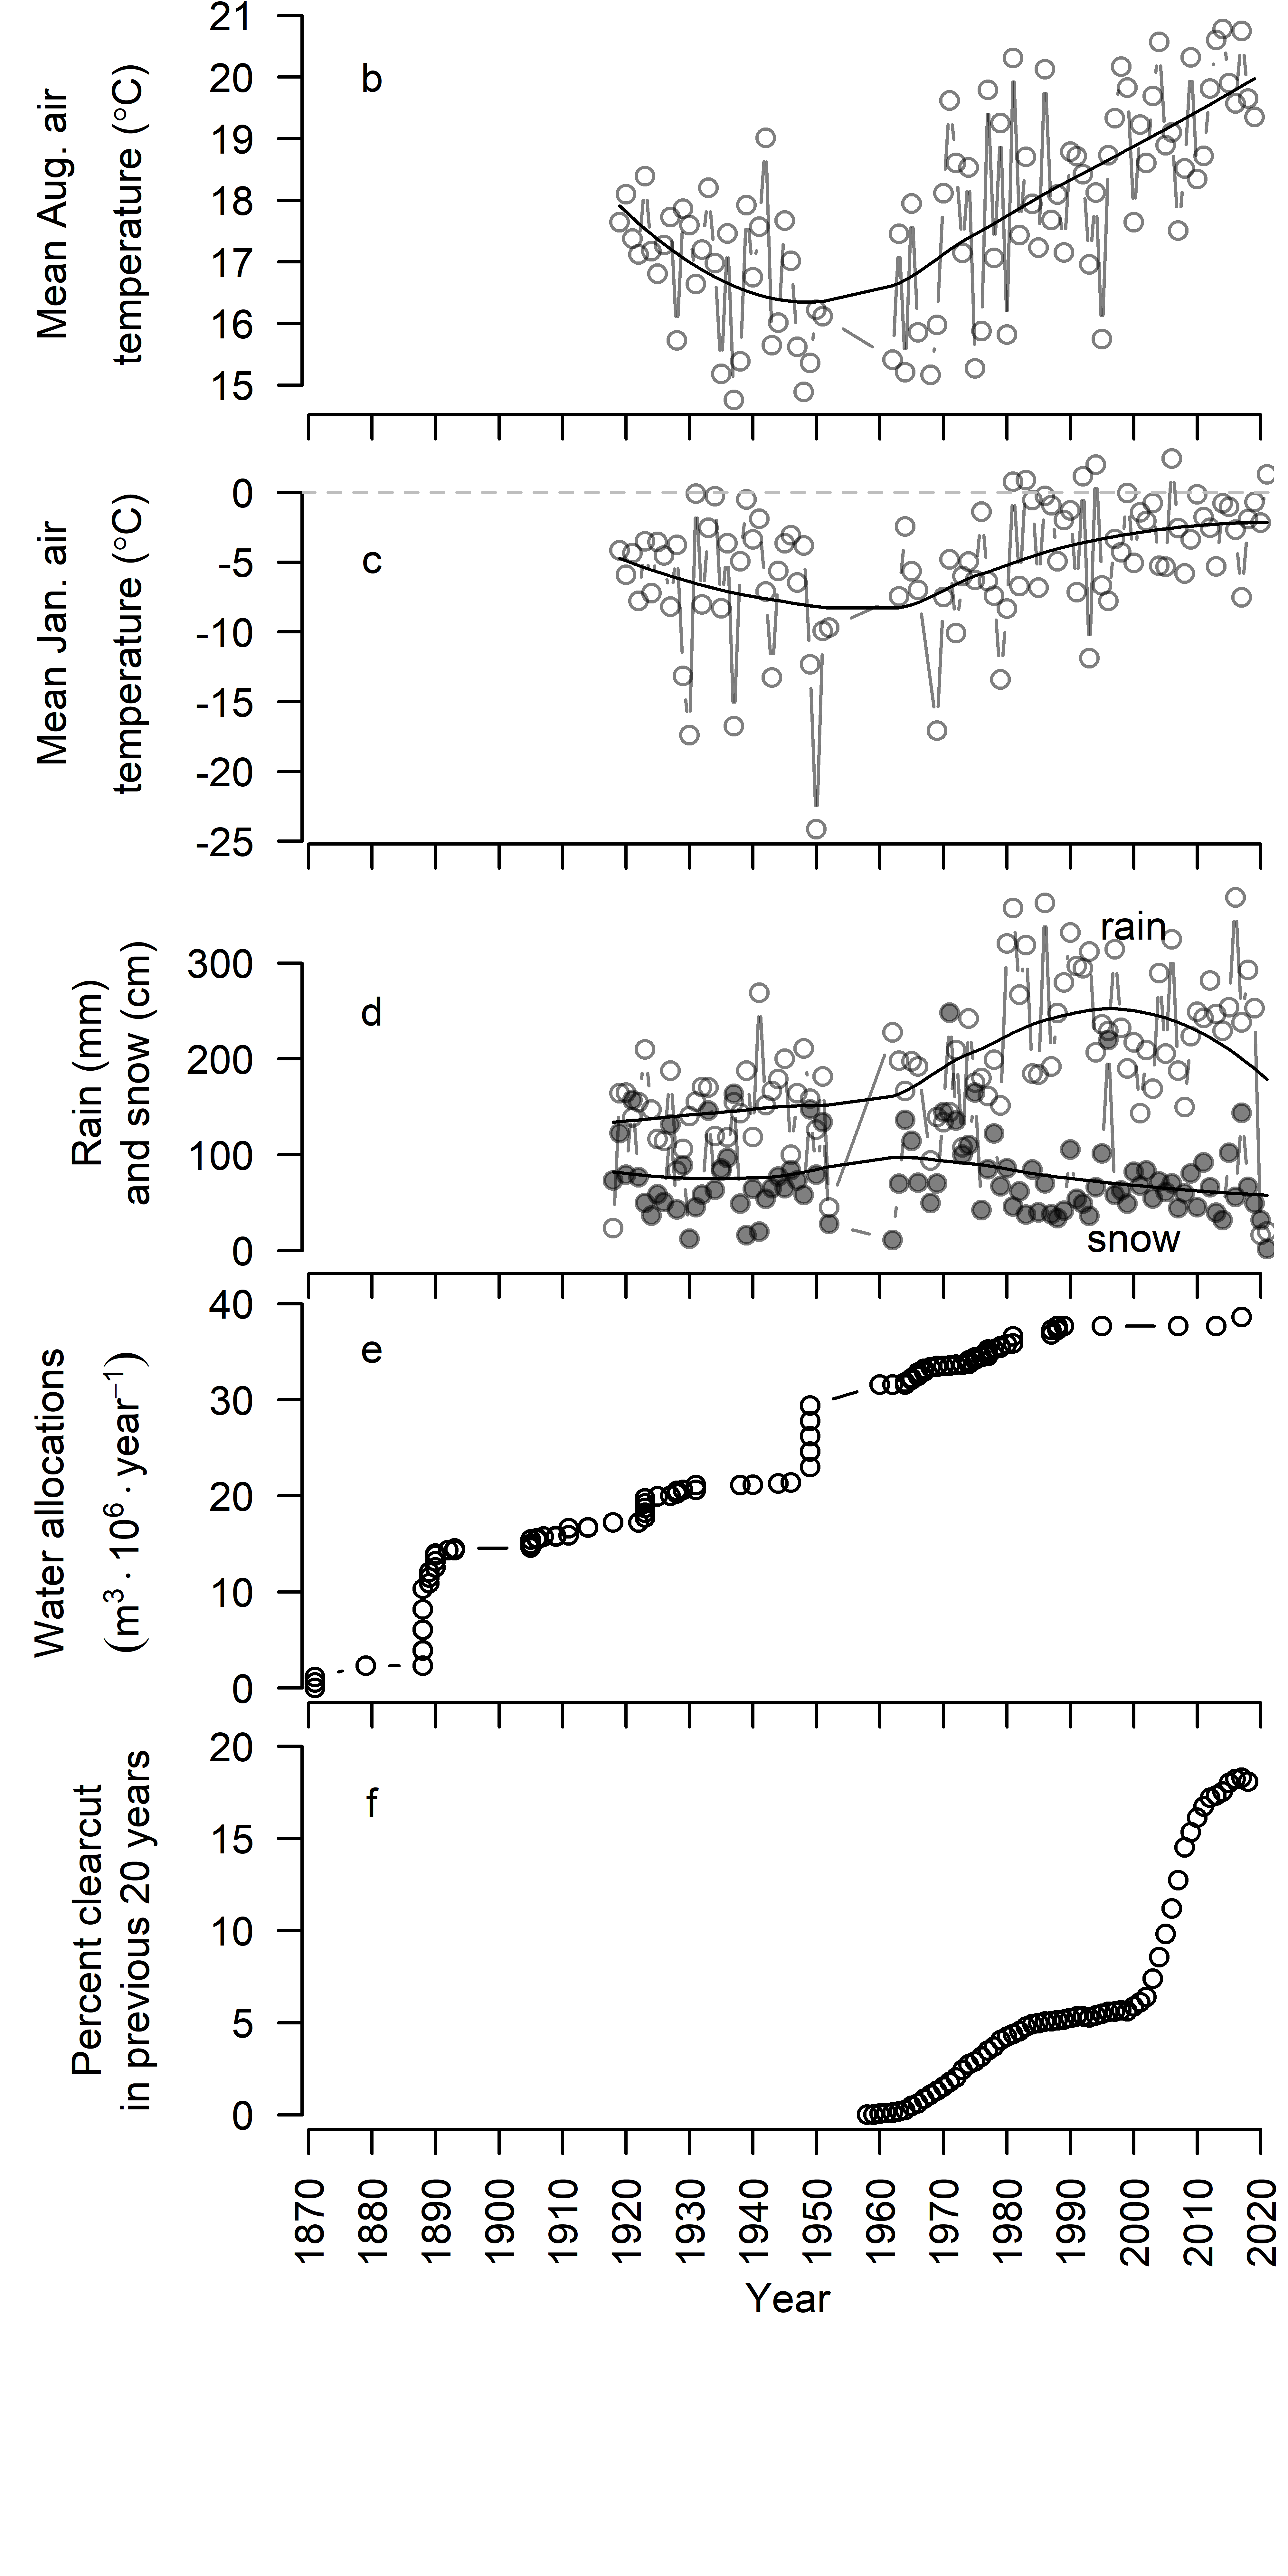 Mean Aug. air
temperature (°C)
21
20
19
18
17
16
15
b
Mean Jan. air
temperature (°C)
0
-5
-10
-15
-20
-25
c
Rain (mm)
and snow (cm)
300
200
100
0
d
rain
snow
Water allocations
(m³ · 10⁶ · year⁻¹)
40
30
20
10
0
e
Percent clearcut
in previous 20 years
20
15
10
5
0
f
1870
1880
1890
1900
1910
1920
1930
1940
1950
1960
1970
1980
1990
2000
2010
2020
Year